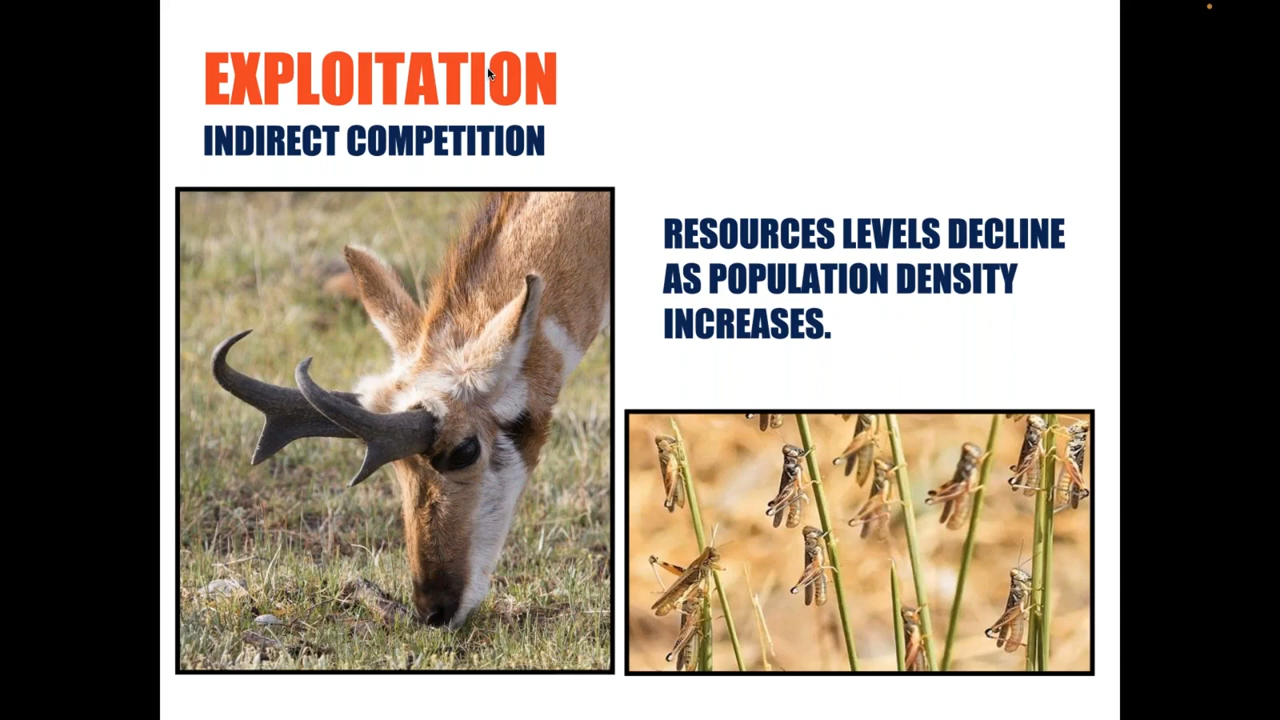 EXPLOITATION
INDIRECT COMPETITION
RESOURCES LEVELS DECLINE
AS POPULATION DENSITY
INCREASES.